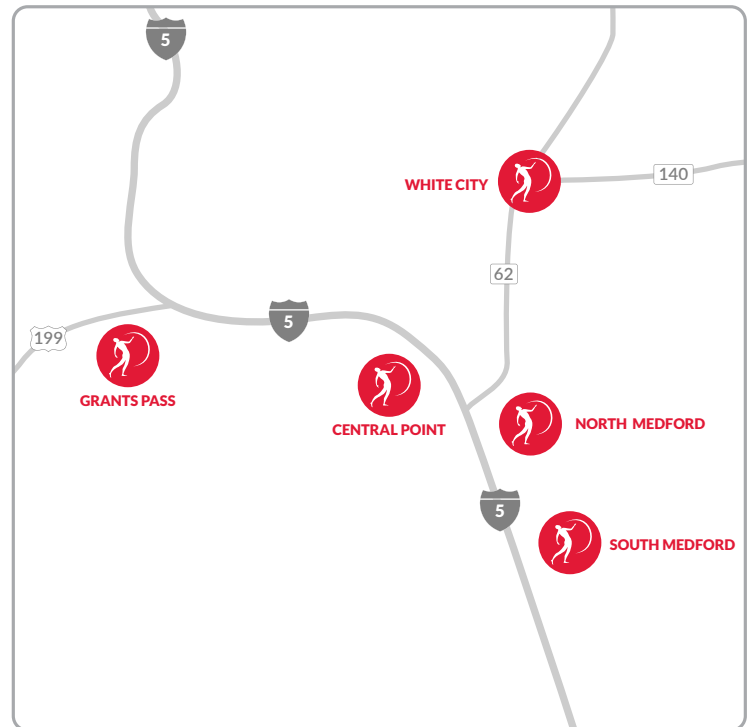 5
WHITE CITY
140
62
5
199
GRANTS PASS
CENTRAL POINT
NORTH MEDFORD
5
SOUTH MEDFORD